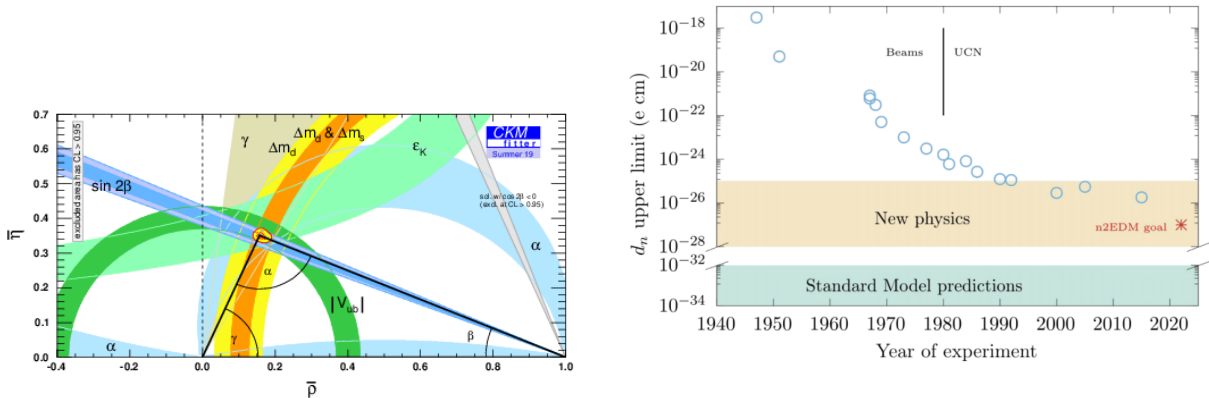 0.7
0.6
0.5
0.4
0.3
0.2
0.1
0.0
-0.4
-0.2
0.0
0.2
0.4
0.6
0.8
1.0
η̅
ρ̅
excluded area has CL > 0.95
γ
Δm_d & Δm_s
Δm_d
ε_K
CKM
fitter
Summer 19
sin 2β
sol. w/ cos 2β < 0
(excl. at CL > 0.95)
α
α
|V_ub|
α
γ
β
10^−18
10^−20
10^−22
10^−24
10^−26
10^−28
10^−32
10^−34
d_n upper limit (e cm)
Beams
UCN
New physics
n2EDM goal
Standard Model predictions
1940
1950
1960
1970
1980
1990
2000
2010
2020
Year of experiment